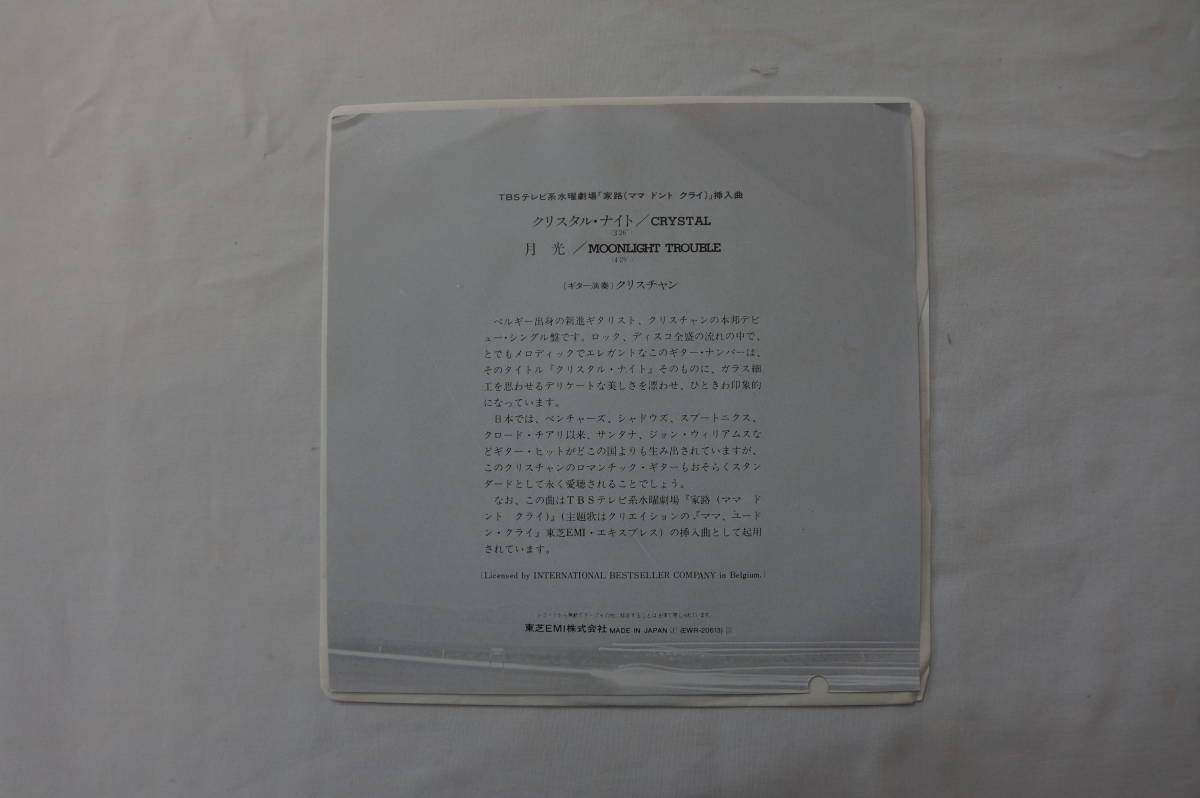 TBSテレビ系水曜劇場「家路(ママ ドント クライ)」挿入曲
クリスタル・ナイト／CRYSTAL
(3:26)
月 光／MOONLIGHT TROUBLE
(4:29)
(ギター演奏)クリスチャン
ベルギー出身の新進ギタリスト、クリスチャンの本邦デビ
ュー・シングル盤です。ロック、ディスコ全盛の流れの中で、
とてもメロディックでエレガントなこのギター・ナンバーは、
そのタイトル『クリスタル・ナイト』そのものに、ガラス細
工を思わせるデリケートな美しさを漂わせ、ひときわ印象的
になっています。
日本では、ベンチャーズ、シャドウズ、スプートニクス、
クロード・チアリ以来、サンタナ、ジョン・ウィリアムスな
どギター・ヒットがどこの国よりも生み出されていますが、
このクリスチャンのロマンチック・ギターもおそらくスタン
ダードとして永く愛聴されることでしょう。
なお、この曲はTBSテレビ系水曜劇場『家路(ママ ド
ント クライ)』(主題歌はクリエイションの『ママ、ユード
ン・クライ』東芝EMI・エキスプレス)の挿入曲として起用
されています。
(Licensed by INTERNATIONAL BESTSELLER COMPANY in Belgium.)
東芝EMI株式会社 MADE IN JAPAN (EWR-20613)